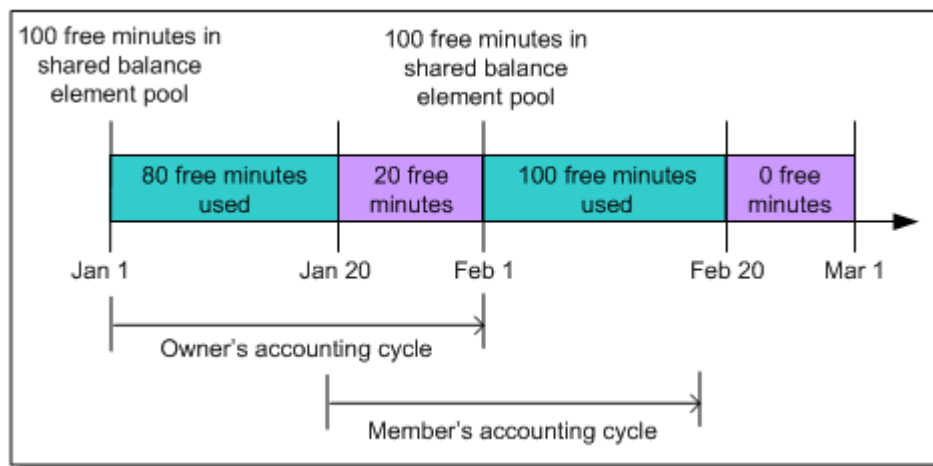 100 free minutes in
shared balance
element pool
100 free minutes in
shared balance
element pool
80 free minutes
used
20 free
minutes
100 free minutes
used
0 free
minutes
Jan 1
Jan 20
Feb 1
Feb 20
Mar 1
Owner's accounting cycle
Member's accounting cycle